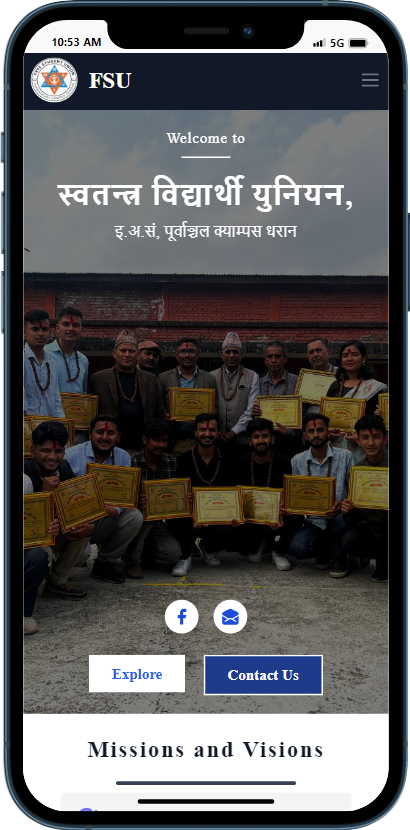 10:53 AM
5G
FSU
Welcome to
स्वतन्त्र विद्यार्थी युनियन,
इ.अ.सं, पूर्वाञ्चल क्याम्पस धरान
Explore
Contact Us
Missions and Visions